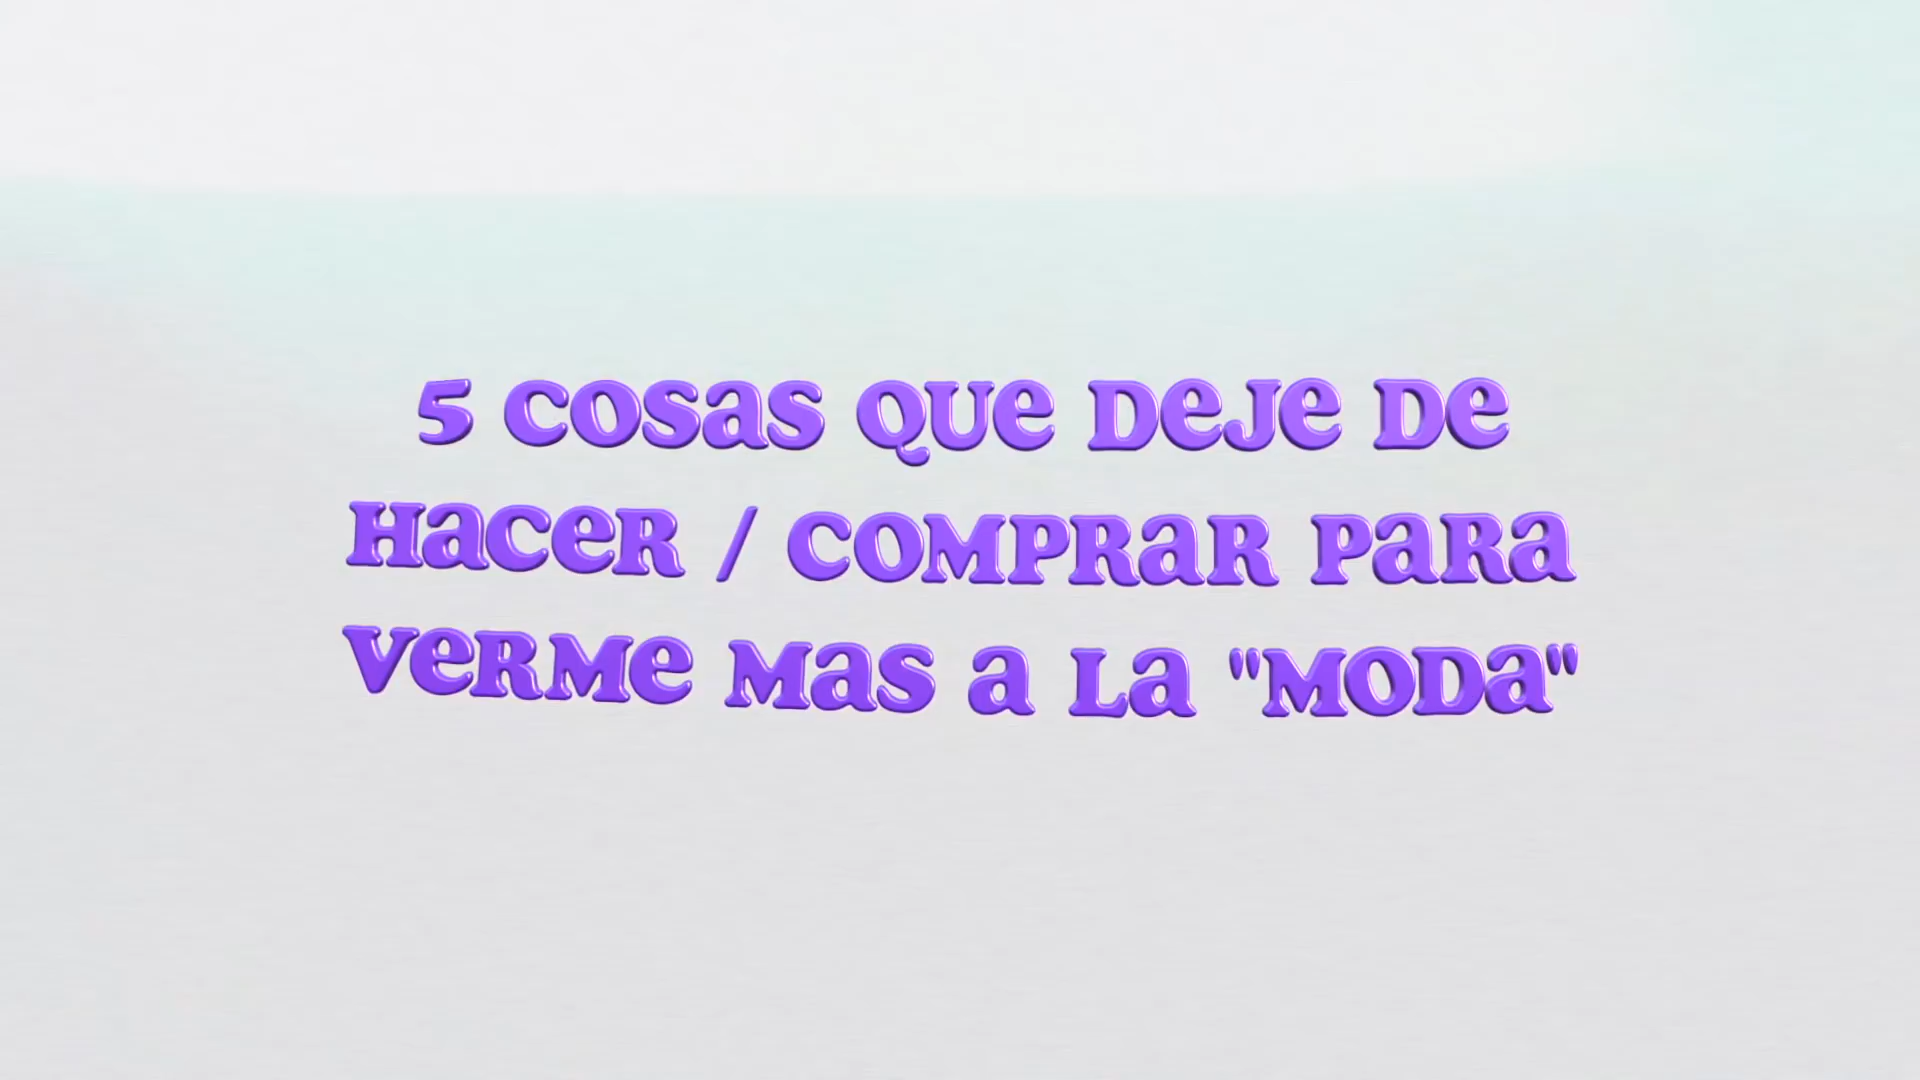 5 COSAS QUE DEJE DE
HACER / COMPRAR PARA
VERME MAS A LA "MODA"